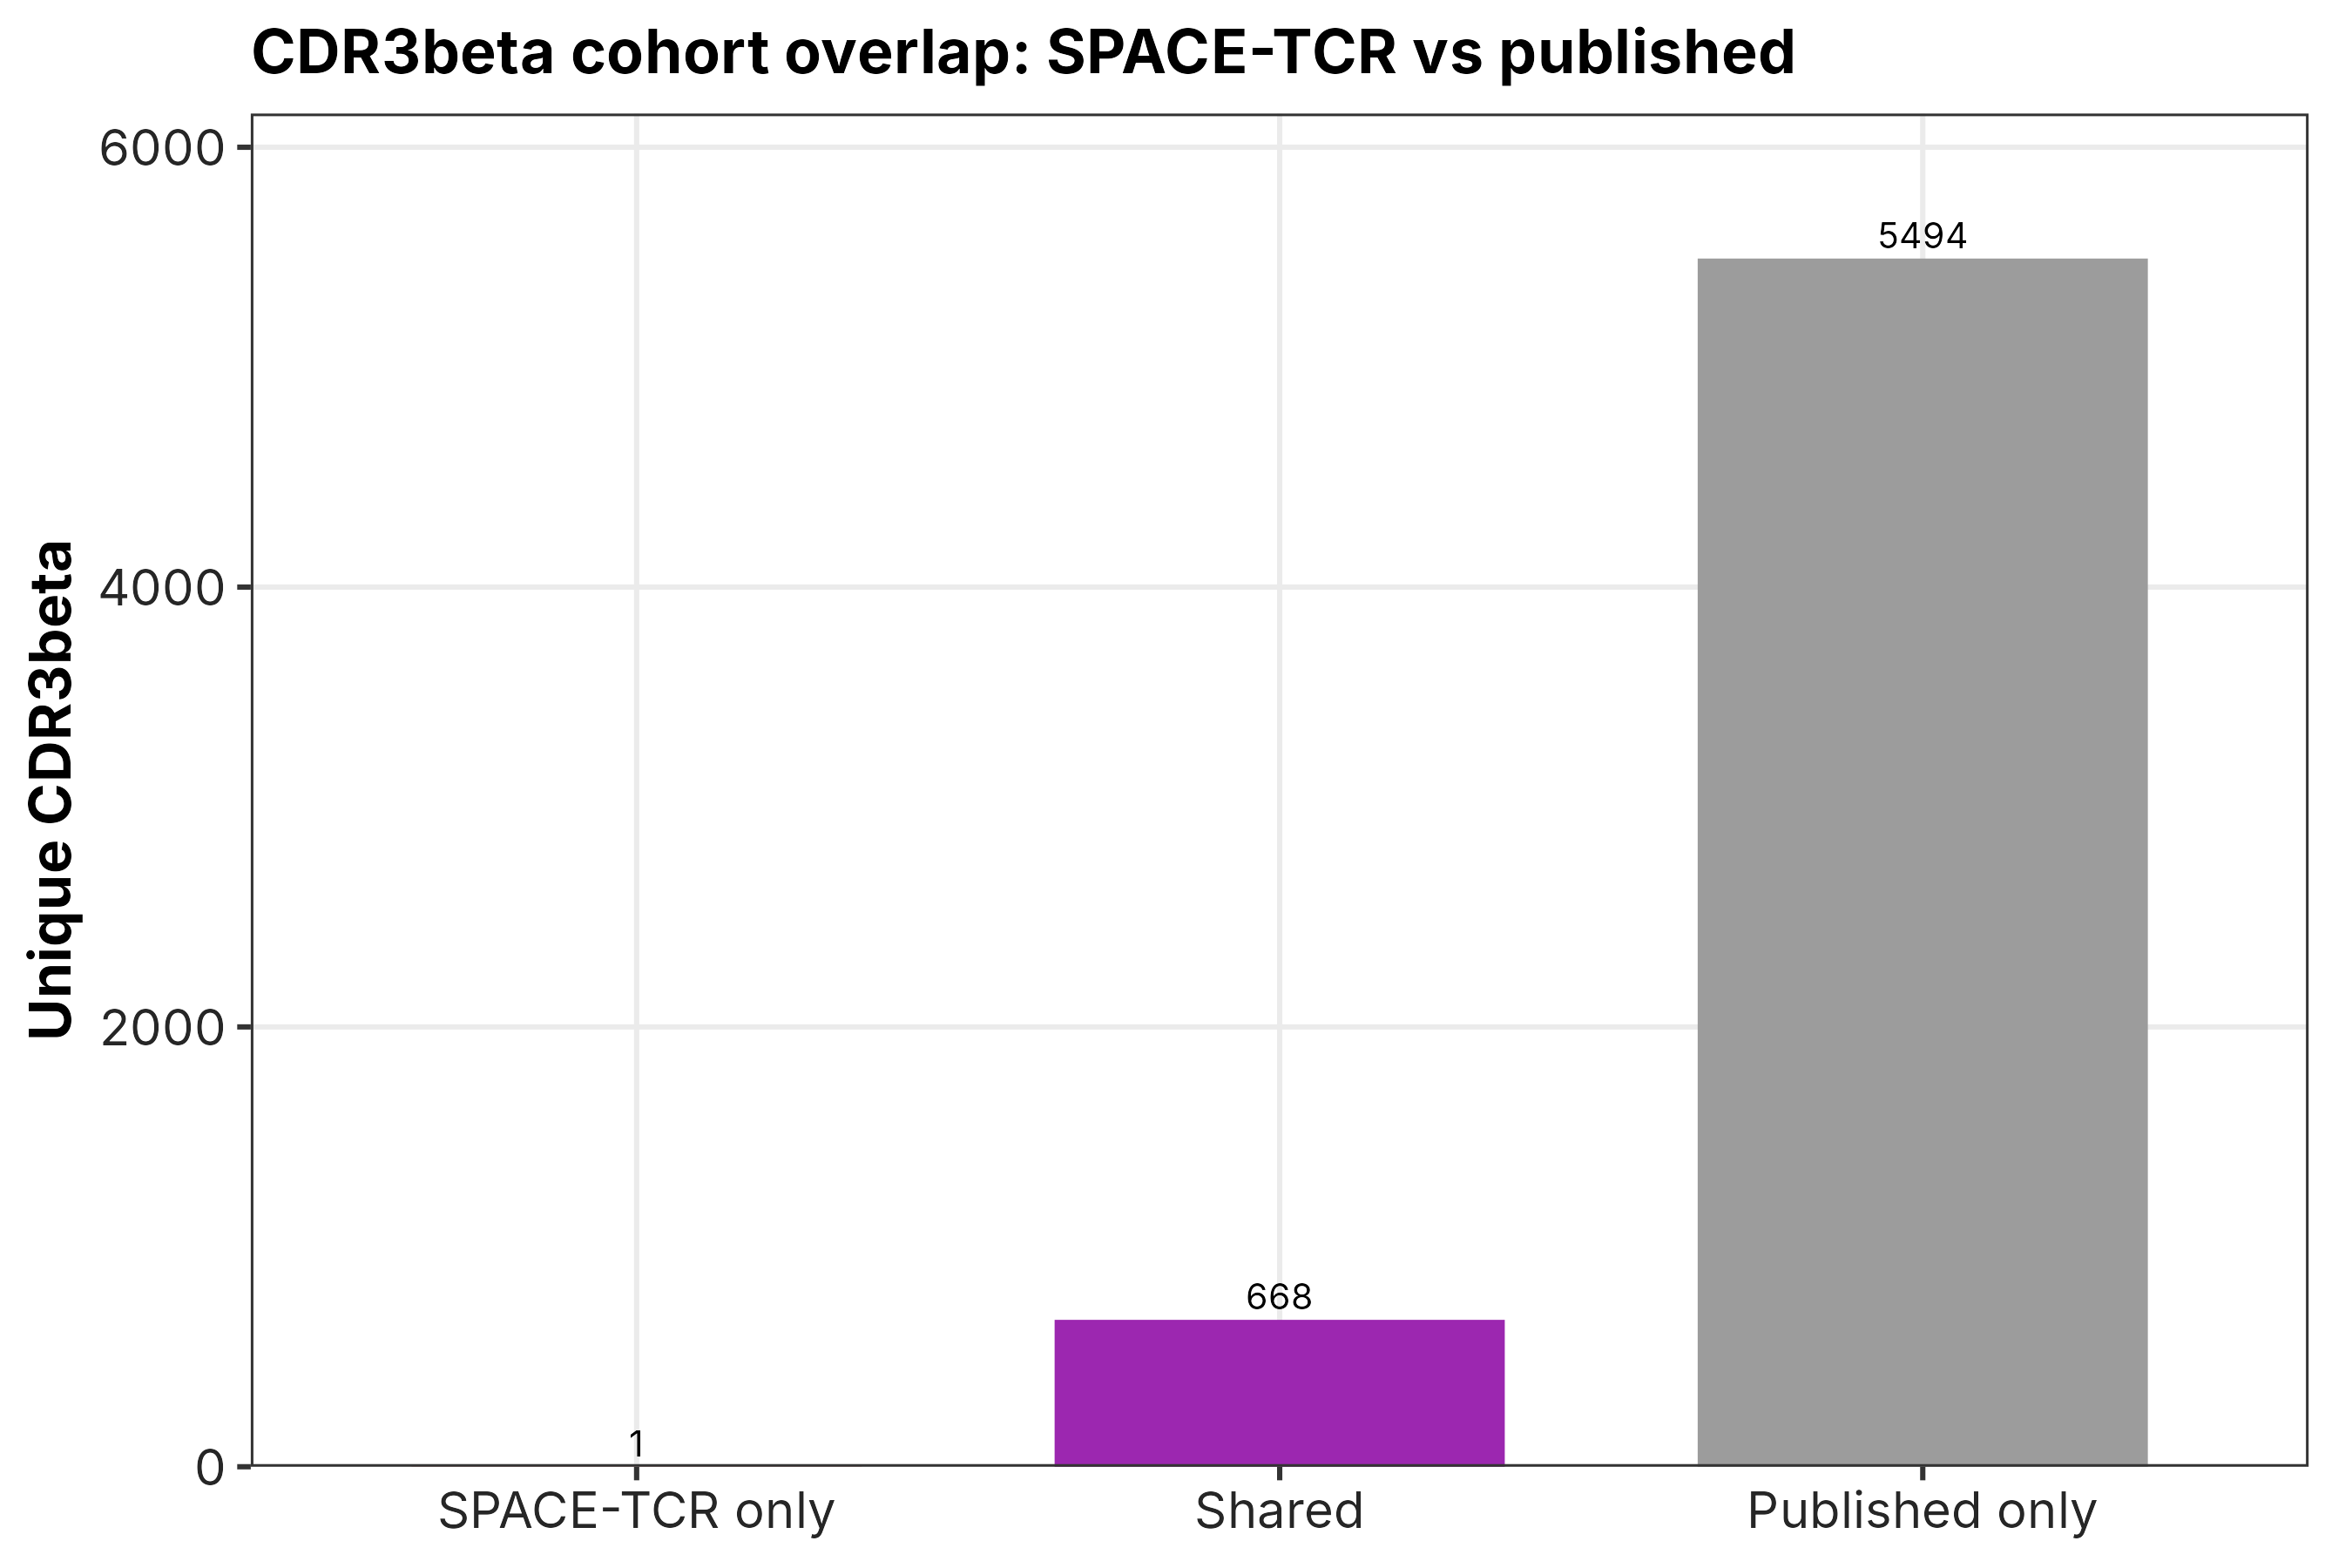 CDR3beta cohort overlap: SPACE-TCR vs published
Unique CDR3beta
6000
4000
2000
0
5494
668
1
SPACE-TCR only
Shared
Published only